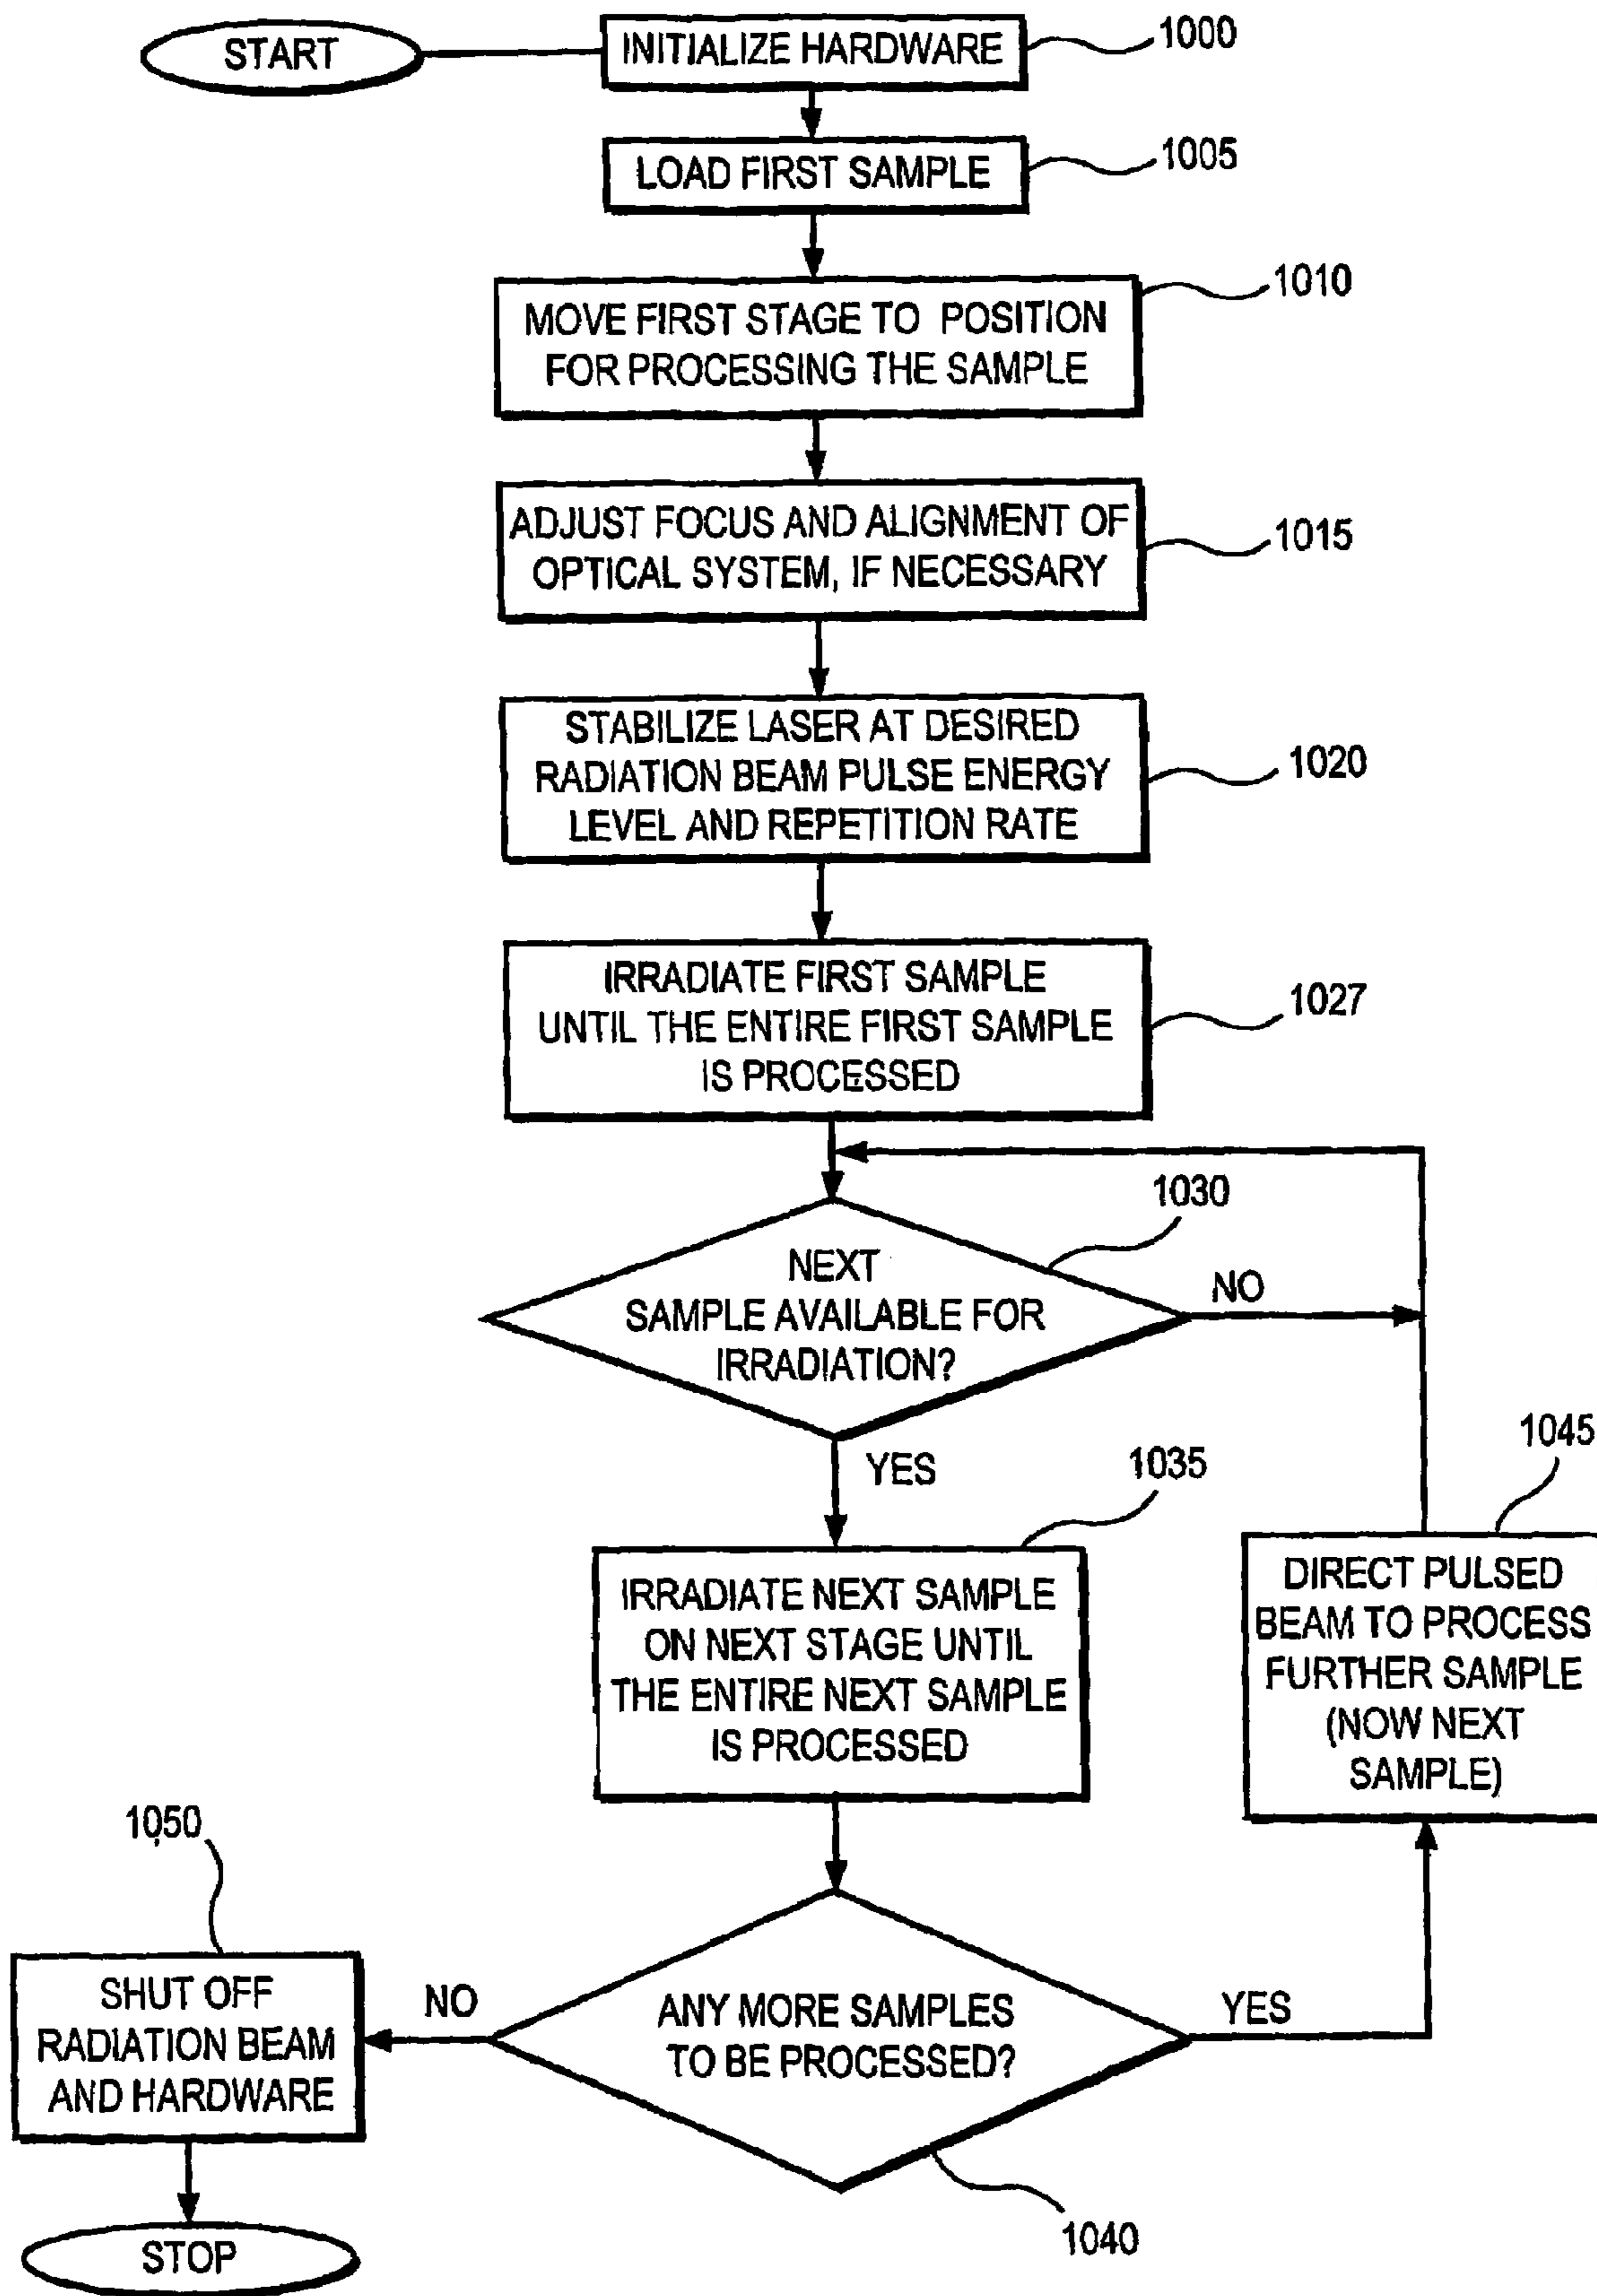 START
INITIALIZE HARDWARE
1000
LOAD FIRST SAMPLE
1005
MOVE FIRST STAGE TO POSITION
FOR PROCESSING THE SAMPLE
1010
ADJUST FOCUS AND ALIGNMENT OF
OPTICAL SYSTEM, IF NECESSARY
1015
STABILIZE LASER AT DESIRED
RADIATION BEAM PULSE ENERGY
LEVEL AND REPETITION RATE
1020
IRRADIATE FIRST SAMPLE
UNTIL THE ENTIRE FIRST SAMPLE
IS PROCESSED
1027
1030
NEXT
SAMPLE AVAILABLE FOR
IRRADIATION?
NO
YES
1035
IRRADIATE NEXT SAMPLE
ON NEXT STAGE UNTIL
THE ENTIRE NEXT SAMPLE
IS PROCESSED
1045
DIRECT PULSED
BEAM TO PROCESS
FURTHER SAMPLE
(NOW NEXT
SAMPLE)
1050
SHUT OFF
RADIATION BEAM
AND HARDWARE
NO
ANY MORE SAMPLES
TO BE PROCESSED?
YES
1040
STOP